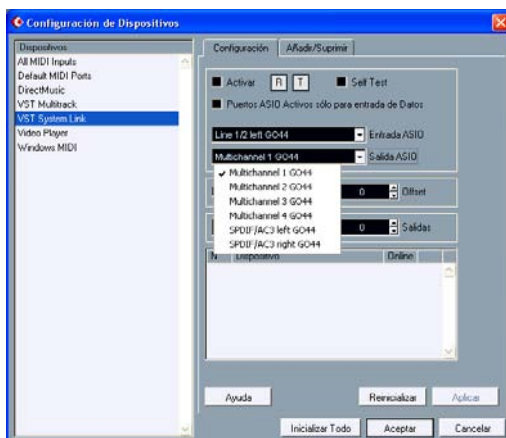 Configuración de Dispositivos
Dispositivos
All MIDI Inputs
Default MIDI Ports
DirectMusic
VST Multitrack
VST System Link
Video Player
Windows MIDI
Configuración
Añadir/Suprimir
Activar
R
T
Self Test
Puertos ASIO Activos sólo para entrada de Datos
Line 1/2 left GO44
Entrada ASIO
Multichannel 1 GO44
Salida ASIO
Multichannel 1 GO44
Multichannel 2 GO44
Multichannel 3 GO44
Multichannel 4 GO44
SPDIF/AC3 left GO44
SPDIF/AC3 right GO44
0
Offset
0
Salidas
N
Dispositivo
Online
Ayuda
Reinicializar
Aplicar
Inicializar Todo
Aceptar
Cancelar